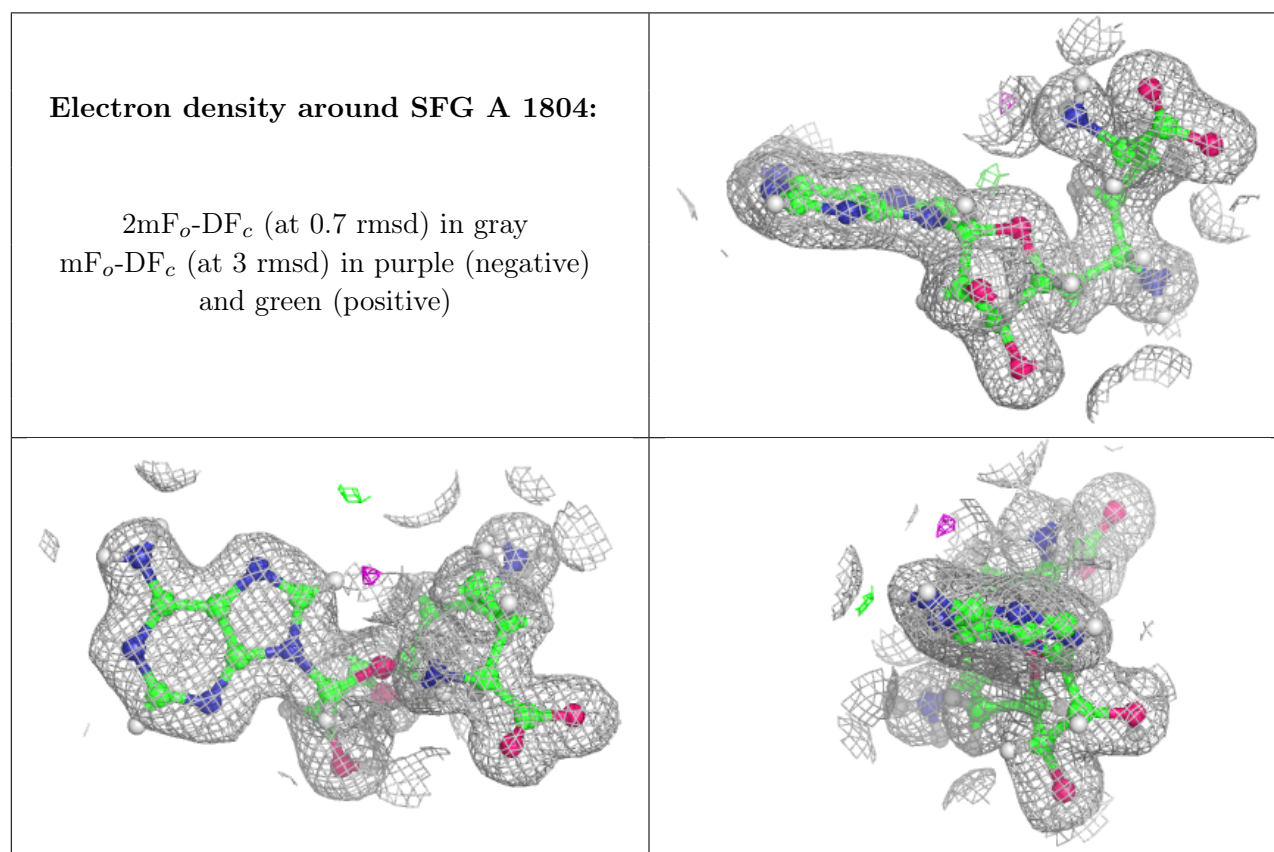 Electron density around SFG A 1804:
2mFo-DFc (at 0.7 rmsd) in gray
mFo-DFc (at 3 rmsd) in purple (negative)
and green (positive)